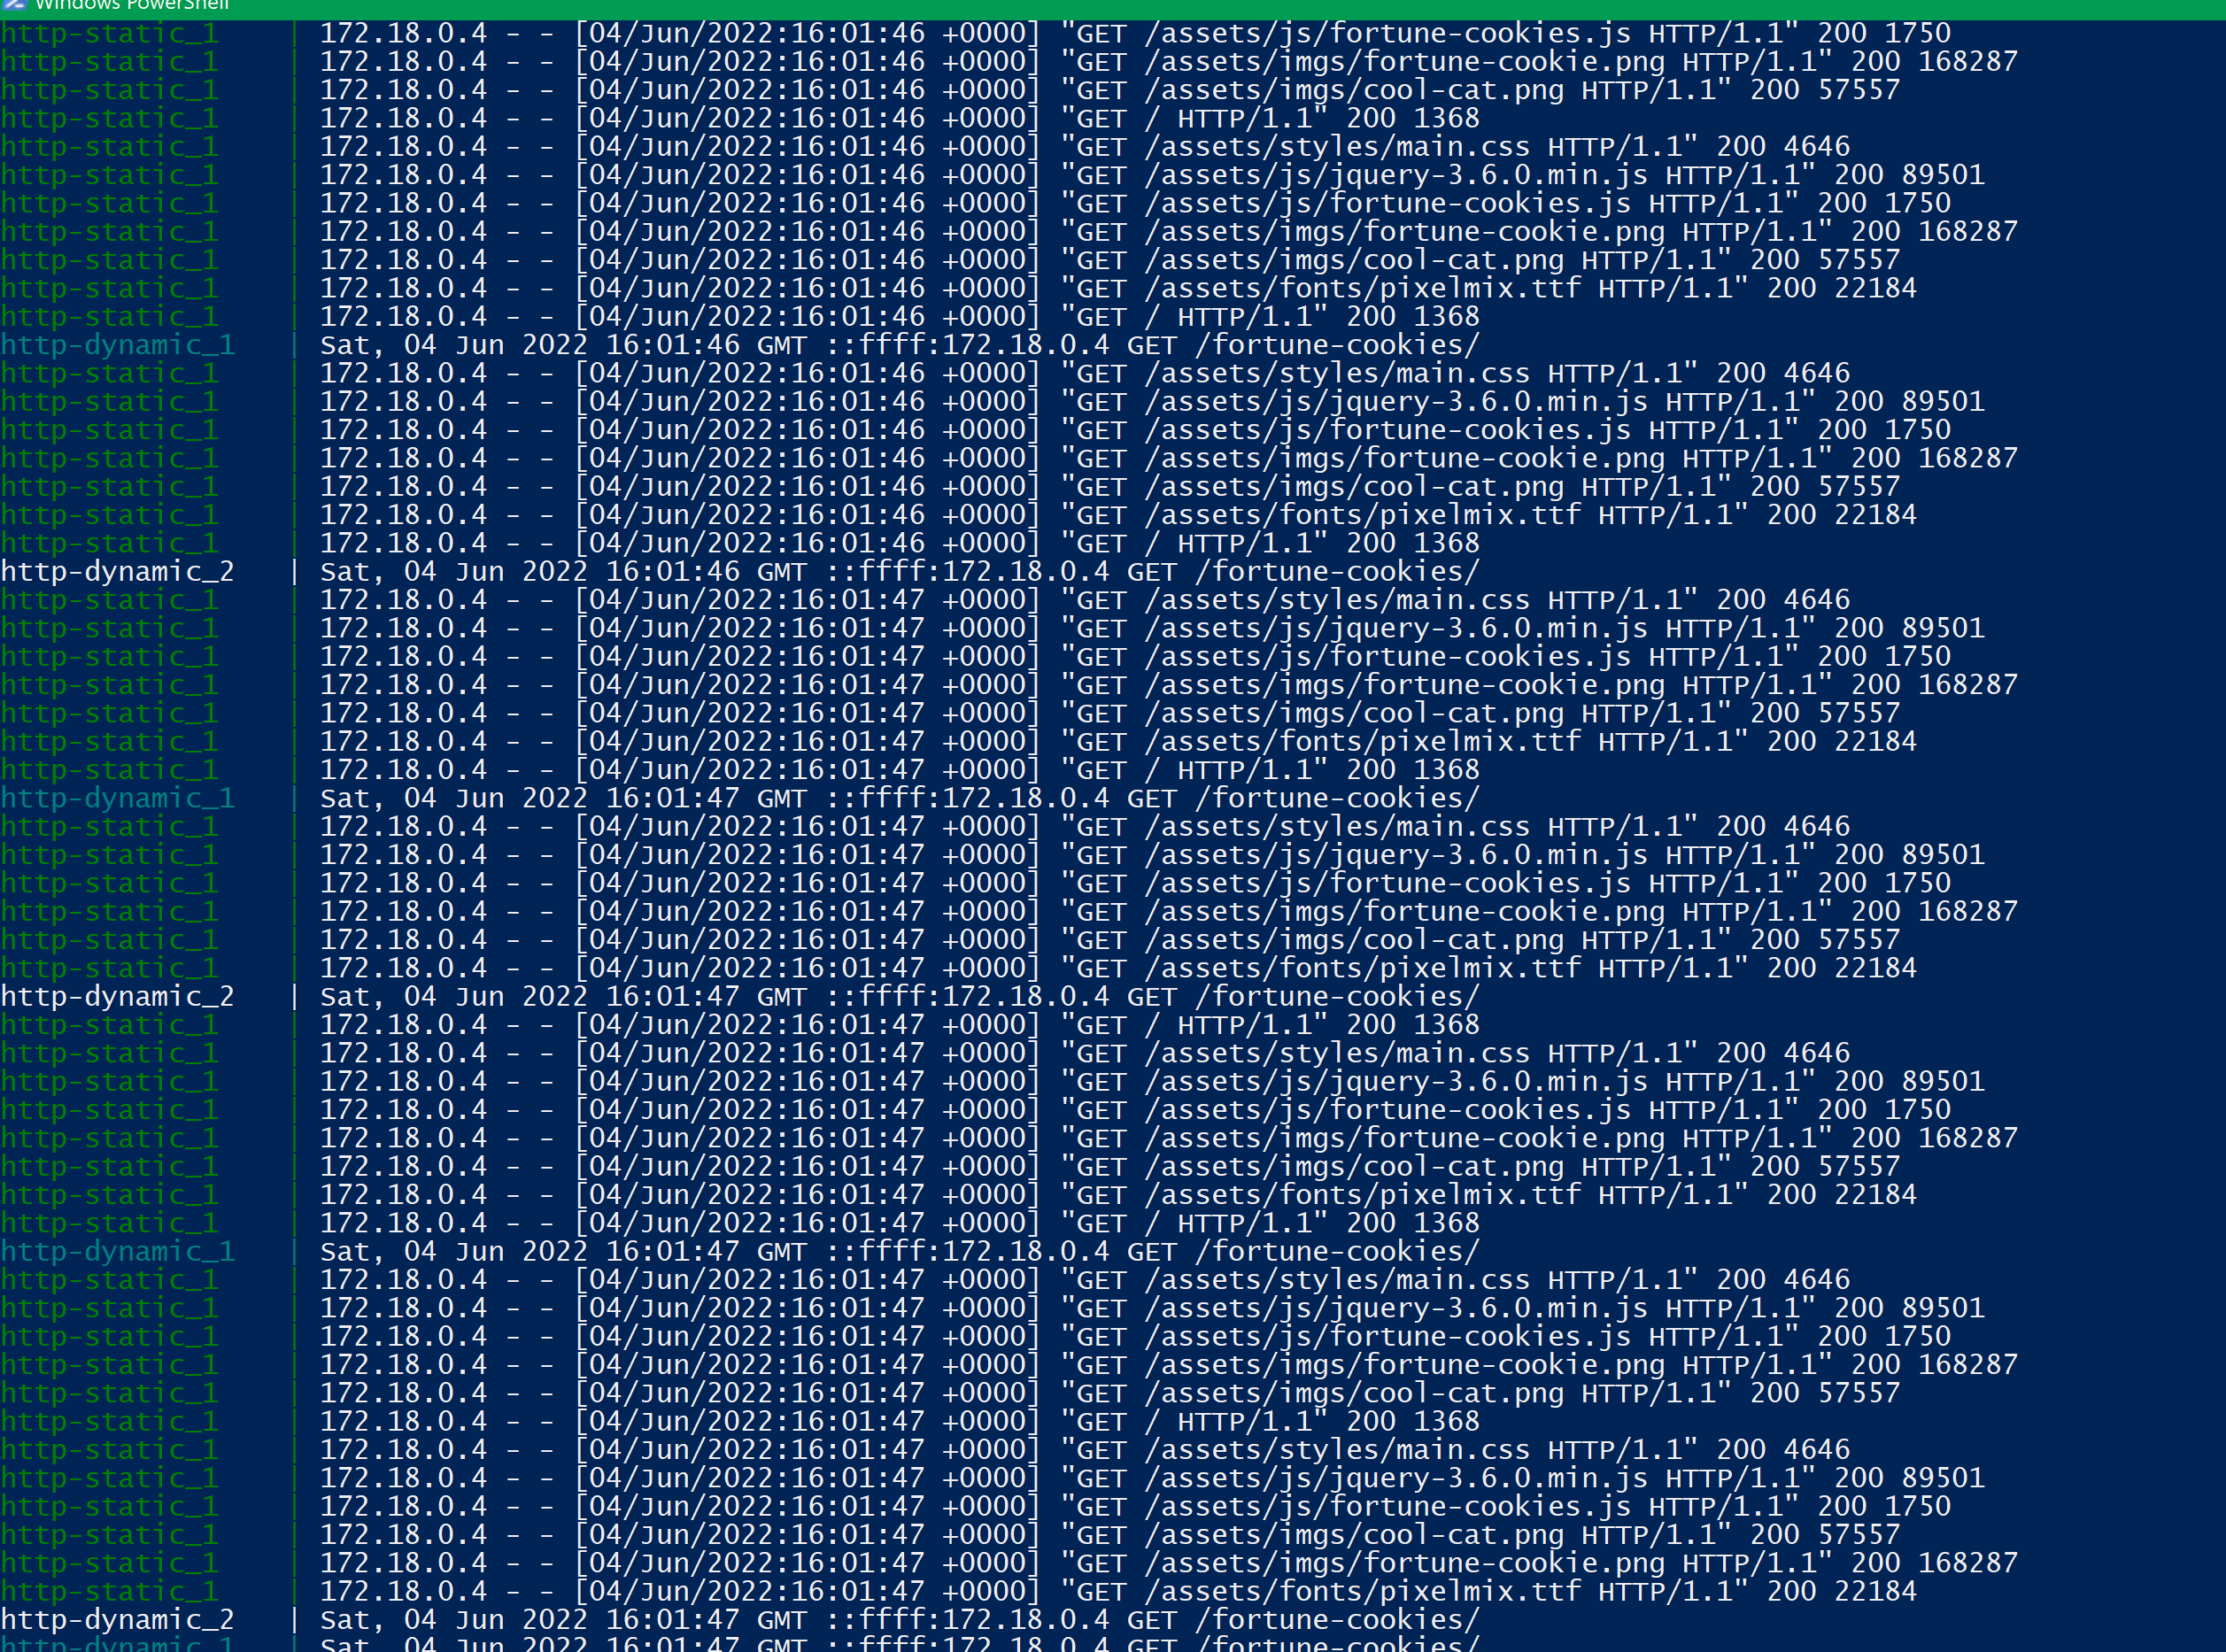 Windows PowerShell
http-static_1 | 172.18.0.4 - - [04/Jun/2022:16:01:46 +0000] "GET /assets/js/fortune-cookies.js HTTP/1.1" 200 1750
http-static_1 | 172.18.0.4 - - [04/Jun/2022:16:01:46 +0000] "GET /assets/imgs/fortune-cookie.png HTTP/1.1" 200 168287
http-static_1 | 172.18.0.4 - - [04/Jun/2022:16:01:46 +0000] "GET /assets/imgs/cool-cat.png HTTP/1.1" 200 57557
http-static_1 | 172.18.0.4 - - [04/Jun/2022:16:01:46 +0000] "GET / HTTP/1.1" 200 1368
http-static_1 | 172.18.0.4 - - [04/Jun/2022:16:01:46 +0000] "GET /assets/styles/main.css HTTP/1.1" 200 4646
http-static_1 | 172.18.0.4 - - [04/Jun/2022:16:01:46 +0000] "GET /assets/js/jquery-3.6.0.min.js HTTP/1.1" 200 89501
http-static_1 | 172.18.0.4 - - [04/Jun/2022:16:01:46 +0000] "GET /assets/js/fortune-cookies.js HTTP/1.1" 200 1750
http-static_1 | 172.18.0.4 - - [04/Jun/2022:16:01:46 +0000] "GET /assets/imgs/fortune-cookie.png HTTP/1.1" 200 168287
http-static_1 | 172.18.0.4 - - [04/Jun/2022:16:01:46 +0000] "GET /assets/imgs/cool-cat.png HTTP/1.1" 200 57557
http-static_1 | 172.18.0.4 - - [04/Jun/2022:16:01:46 +0000] "GET /assets/fonts/pixelmix.ttf HTTP/1.1" 200 22184
http-static_1 | 172.18.0.4 - - [04/Jun/2022:16:01:46 +0000] "GET / HTTP/1.1" 200 1368
http-dynamic_1 | Sat, 04 Jun 2022 16:01:46 GMT ::ffff:172.18.0.4 GET /fortune-cookies/
http-static_1 | 172.18.0.4 - - [04/Jun/2022:16:01:46 +0000] "GET /assets/styles/main.css HTTP/1.1" 200 4646
http-static_1 | 172.18.0.4 - - [04/Jun/2022:16:01:46 +0000] "GET /assets/js/jquery-3.6.0.min.js HTTP/1.1" 200 89501
http-static_1 | 172.18.0.4 - - [04/Jun/2022:16:01:46 +0000] "GET /assets/js/fortune-cookies.js HTTP/1.1" 200 1750
http-static_1 | 172.18.0.4 - - [04/Jun/2022:16:01:46 +0000] "GET /assets/imgs/fortune-cookie.png HTTP/1.1" 200 168287
http-static_1 | 172.18.0.4 - - [04/Jun/2022:16:01:46 +0000] "GET /assets/imgs/cool-cat.png HTTP/1.1" 200 57557
http-static_1 | 172.18.0.4 - - [04/Jun/2022:16:01:46 +0000] "GET /assets/fonts/pixelmix.ttf HTTP/1.1" 200 22184
http-static_1 | 172.18.0.4 - - [04/Jun/2022:16:01:46 +0000] "GET / HTTP/1.1" 200 1368
http-dynamic_2 | Sat, 04 Jun 2022 16:01:46 GMT ::ffff:172.18.0.4 GET /fortune-cookies/
http-static_1 | 172.18.0.4 - - [04/Jun/2022:16:01:47 +0000] "GET /assets/styles/main.css HTTP/1.1" 200 4646
http-static_1 | 172.18.0.4 - - [04/Jun/2022:16:01:47 +0000] "GET /assets/js/jquery-3.6.0.min.js HTTP/1.1" 200 89501
http-static_1 | 172.18.0.4 - - [04/Jun/2022:16:01:47 +0000] "GET /assets/js/fortune-cookies.js HTTP/1.1" 200 1750
http-static_1 | 172.18.0.4 - - [04/Jun/2022:16:01:47 +0000] "GET /assets/imgs/fortune-cookie.png HTTP/1.1" 200 168287
http-static_1 | 172.18.0.4 - - [04/Jun/2022:16:01:47 +0000] "GET /assets/imgs/cool-cat.png HTTP/1.1" 200 57557
http-static_1 | 172.18.0.4 - - [04/Jun/2022:16:01:47 +0000] "GET /assets/fonts/pixelmix.ttf HTTP/1.1" 200 22184
http-static_1 | 172.18.0.4 - - [04/Jun/2022:16:01:47 +0000] "GET / HTTP/1.1" 200 1368
http-dynamic_1 | Sat, 04 Jun 2022 16:01:47 GMT ::ffff:172.18.0.4 GET /fortune-cookies/
http-static_1 | 172.18.0.4 - - [04/Jun/2022:16:01:47 +0000] "GET /assets/styles/main.css HTTP/1.1" 200 4646
http-static_1 | 172.18.0.4 - - [04/Jun/2022:16:01:47 +0000] "GET /assets/js/jquery-3.6.0.min.js HTTP/1.1" 200 89501
http-static_1 | 172.18.0.4 - - [04/Jun/2022:16:01:47 +0000] "GET /assets/js/fortune-cookies.js HTTP/1.1" 200 1750
http-static_1 | 172.18.0.4 - - [04/Jun/2022:16:01:47 +0000] "GET /assets/imgs/fortune-cookie.png HTTP/1.1" 200 168287
http-static_1 | 172.18.0.4 - - [04/Jun/2022:16:01:47 +0000] "GET /assets/imgs/cool-cat.png HTTP/1.1" 200 57557
http-static_1 | 172.18.0.4 - - [04/Jun/2022:16:01:47 +0000] "GET /assets/fonts/pixelmix.ttf HTTP/1.1" 200 22184
http-dynamic_2 | Sat, 04 Jun 2022 16:01:47 GMT ::ffff:172.18.0.4 GET /fortune-cookies/
http-static_1 | 172.18.0.4 - - [04/Jun/2022:16:01:47 +0000] "GET / HTTP/1.1" 200 1368
http-static_1 | 172.18.0.4 - - [04/Jun/2022:16:01:47 +0000] "GET /assets/styles/main.css HTTP/1.1" 200 4646
http-static_1 | 172.18.0.4 - - [04/Jun/2022:16:01:47 +0000] "GET /assets/js/jquery-3.6.0.min.js HTTP/1.1" 200 89501
http-static_1 | 172.18.0.4 - - [04/Jun/2022:16:01:47 +0000] "GET /assets/js/fortune-cookies.js HTTP/1.1" 200 1750
http-static_1 | 172.18.0.4 - - [04/Jun/2022:16:01:47 +0000] "GET /assets/imgs/fortune-cookie.png HTTP/1.1" 200 168287
http-static_1 | 172.18.0.4 - - [04/Jun/2022:16:01:47 +0000] "GET /assets/imgs/cool-cat.png HTTP/1.1" 200 57557
http-static_1 | 172.18.0.4 - - [04/Jun/2022:16:01:47 +0000] "GET /assets/fonts/pixelmix.ttf HTTP/1.1" 200 22184
http-static_1 | 172.18.0.4 - - [04/Jun/2022:16:01:47 +0000] "GET / HTTP/1.1" 200 1368
http-dynamic_1 | Sat, 04 Jun 2022 16:01:47 GMT ::ffff:172.18.0.4 GET /fortune-cookies/
http-static_1 | 172.18.0.4 - - [04/Jun/2022:16:01:47 +0000] "GET /assets/styles/main.css HTTP/1.1" 200 4646
http-static_1 | 172.18.0.4 - - [04/Jun/2022:16:01:47 +0000] "GET /assets/js/jquery-3.6.0.min.js HTTP/1.1" 200 89501
http-static_1 | 172.18.0.4 - - [04/Jun/2022:16:01:47 +0000] "GET /assets/js/fortune-cookies.js HTTP/1.1" 200 1750
http-static_1 | 172.18.0.4 - - [04/Jun/2022:16:01:47 +0000] "GET /assets/imgs/fortune-cookie.png HTTP/1.1" 200 168287
http-static_1 | 172.18.0.4 - - [04/Jun/2022:16:01:47 +0000] "GET /assets/imgs/cool-cat.png HTTP/1.1" 200 57557
http-static_1 | 172.18.0.4 - - [04/Jun/2022:16:01:47 +0000] "GET / HTTP/1.1" 200 1368
http-static_1 | 172.18.0.4 - - [04/Jun/2022:16:01:47 +0000] "GET /assets/styles/main.css HTTP/1.1" 200 4646
http-static_1 | 172.18.0.4 - - [04/Jun/2022:16:01:47 +0000] "GET /assets/js/jquery-3.6.0.min.js HTTP/1.1" 200 89501
http-static_1 | 172.18.0.4 - - [04/Jun/2022:16:01:47 +0000] "GET /assets/js/fortune-cookies.js HTTP/1.1" 200 1750
http-static_1 | 172.18.0.4 - - [04/Jun/2022:16:01:47 +0000] "GET /assets/imgs/cool-cat.png HTTP/1.1" 200 57557
http-static_1 | 172.18.0.4 - - [04/Jun/2022:16:01:47 +0000] "GET /assets/imgs/fortune-cookie.png HTTP/1.1" 200 168287
http-static_1 | 172.18.0.4 - - [04/Jun/2022:16:01:47 +0000] "GET /assets/fonts/pixelmix.ttf HTTP/1.1" 200 22184
http-dynamic_2 | Sat, 04 Jun 2022 16:01:47 GMT ::ffff:172.18.0.4 GET /fortune-cookies/
http-dynamic_1 | Sat, 04 Jun 2022 16:01:47 GMT ::ffff:172.18.0.4 GET /fortune-cookies/